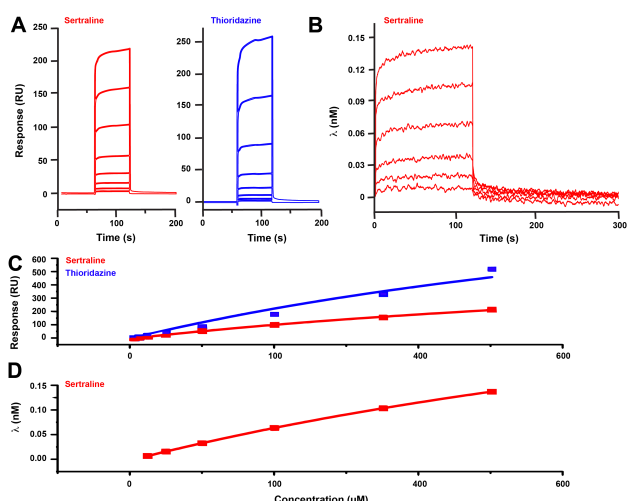 A
Sertraline
250
200
150
100
50
0
Response (RU)
0
100
200
Time (s)
Thioridazine
250
200
150
100
50
0
0
100
200
Time (s)
B
Sertraline
0.15
0.12
0.09
0.06
0.03
0
λ (nM)
0
100
200
300
Time (s)
C
Sertraline
Thioridazine
600
500
400
300
200
100
0
Response (RU)
0
100
400
600
D
Sertraline
0.15
0.10
0.05
0.00
λ (nM)
0
100
400
600
Concentration (uM)